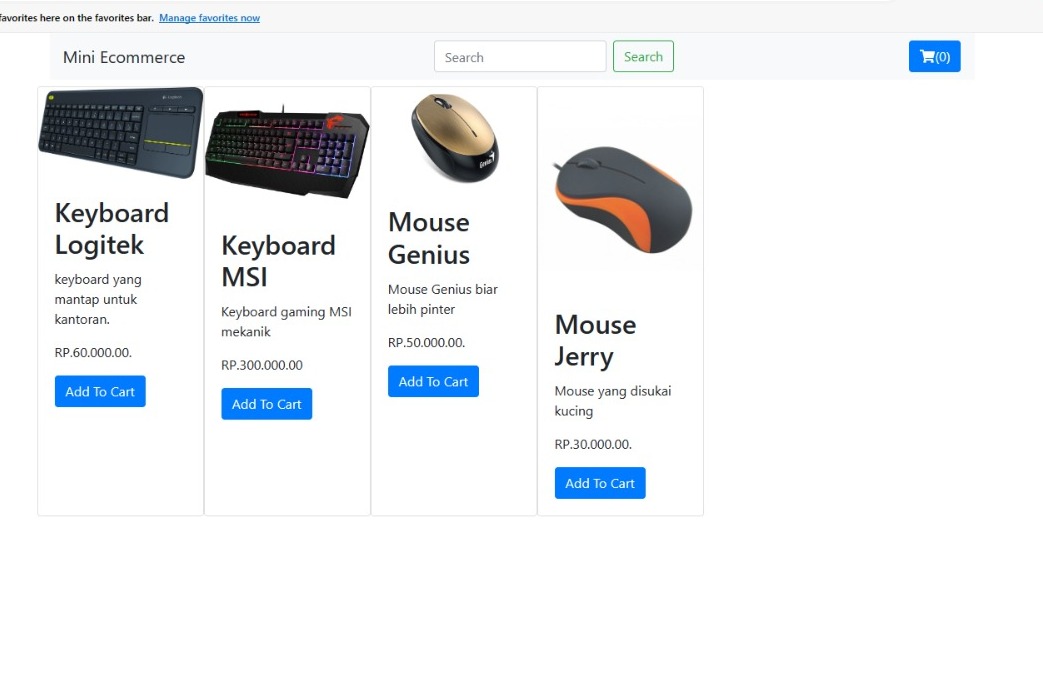 favorites here on the favorites bar. Manage favorites now
Mini Ecommerce
Search
Search
(0)
Keyboard
Logitek
keyboard yang
mantap untuk
kantoran.
RP.60.000.00.
Add To Cart
Keyboard
MSI
Keyboard gaming MSI
mekanik
RP.300.000.00
Add To Cart
Genius
Mouse
Genius
Mouse Genius biar
lebih pinter
RP.50.000.00.
Add To Cart
Mouse
Jerry
Mouse yang disukai
kucing
RP.30.000.00.
Add To Cart